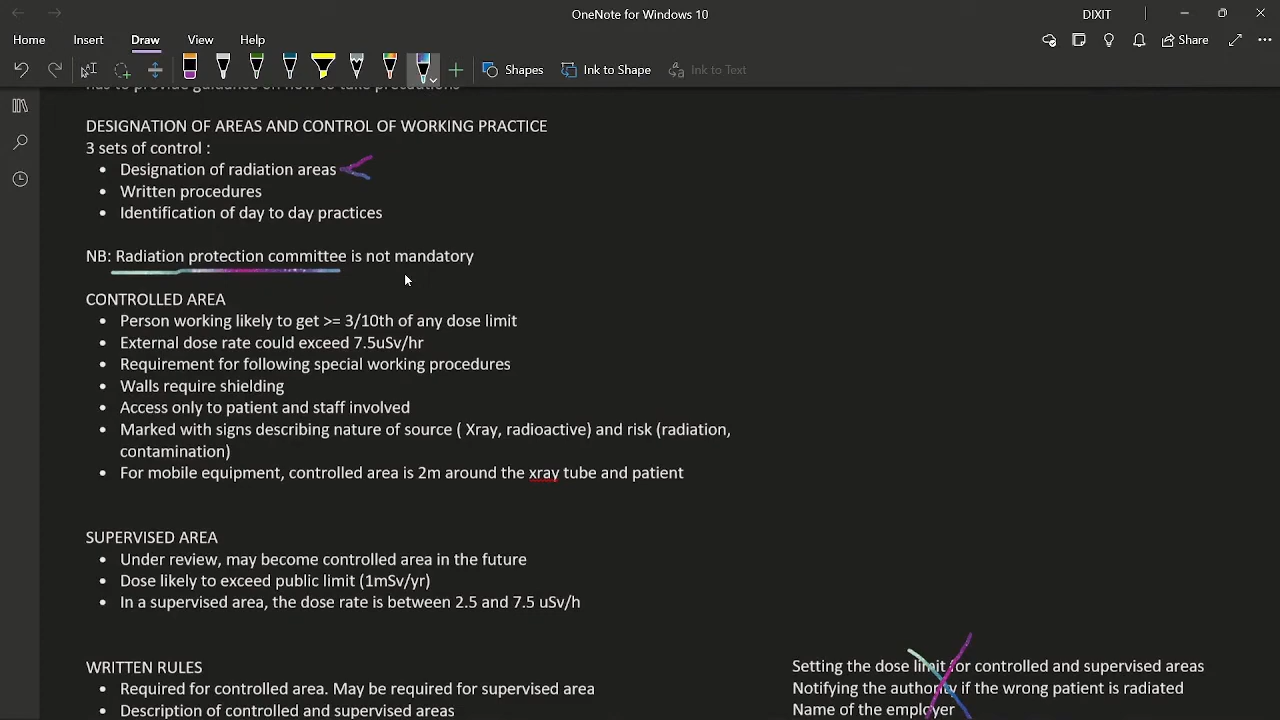 OneNote for Windows 10
DIXIT
Home Insert Draw View Help
Share
Shapes Ink to Shape Ink to Text
has to provide guidance on how to take precautions
DESIGNATION OF AREAS AND CONTROL OF WORKING PRACTICE
3 sets of control :
• Designation of radiation areas
• Written procedures
• Identification of day to day practices
NB: Radiation protection committee is not mandatory
CONTROLLED AREA
• Person working likely to get >= 3/10th of any dose limit
• External dose rate could exceed 7.5uSv/hr
• Requirement for following special working procedures
• Walls require shielding
• Access only to patient and staff involved
• Marked with signs describing nature of source ( Xray, radioactive) and risk (radiation,
contamination)
• For mobile equipment, controlled area is 2m around the xray tube and patient
SUPERVISED AREA
• Under review, may become controlled area in the future
• Dose likely to exceed public limit (1mSv/yr)
• In a supervised area, the dose rate is between 2.5 and 7.5 uSv/h
WRITTEN RULES
• Required for controlled area. May be required for supervised area
• Description of controlled and supervised areas
Setting the dose limit for controlled and supervised areas
Notifying the authority if the wrong patient is radiated
Name of the employer